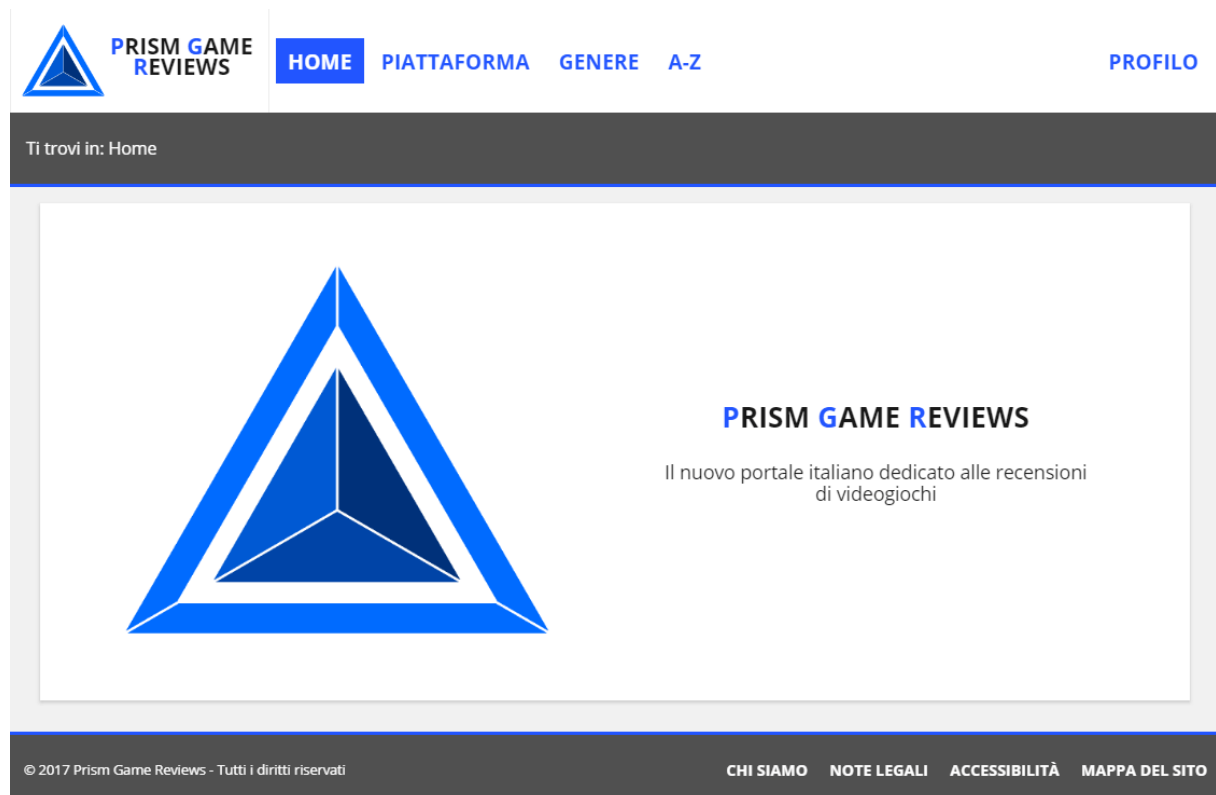 PRISM GAME
REVIEWS
HOME PIATTAFORMA GENERE A-Z PROFILO
Ti trovi in: Home
PRISM GAME REVIEWS
Il nuovo portale italiano dedicato alle recensioni
di videogiochi
© 2017 Prism Game Reviews - Tutti i diritti riservati
CHI SIAMO NOTE LEGALI ACCESSIBILITÀ MAPPA DEL SITO